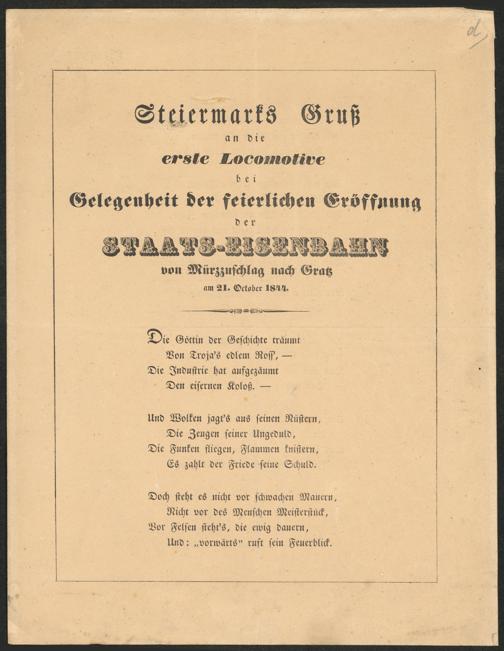 d,
Steiermarks Gruß
an die
erste Locomotive
bei
Gelegenheit der feierlichen Eröffnung
der
STAATS-EISENBAHN
von Mürzzuschlag nach Gratz
am 21. October 1844.
Die Göttin der Geschichte träumt
Von Troja's edlem Ross', —
Die Industrie hat aufgezäumt
Den eisernen Koloß. —
Und Wolken jagt's aus seinen Nüstern,
Die Zeugen seiner Ungeduld,
Die Funken fliegen, Flammen knistern,
Es zahlt der Friede seine Schuld.
Doch steht es nicht vor schwachen Mauern,
Nicht vor des Menschen Meisterstück,
Vor Felsen steht's, die ewig dauern,
Und: „vorwärts" ruft sein Feuerblick.